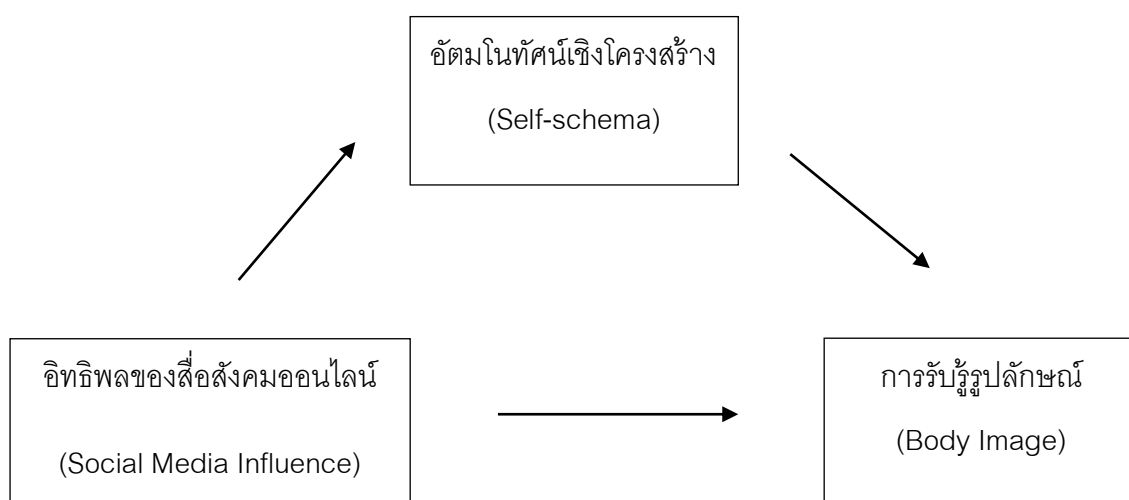 อัตมโนทัศน์เชิงโครงสร้าง
(Self-schema)
อิทธิพลของสื่อสังคมออนไลน์
(Social Media Influence)
การรับรู้รูปลักษณ์
(Body Image)